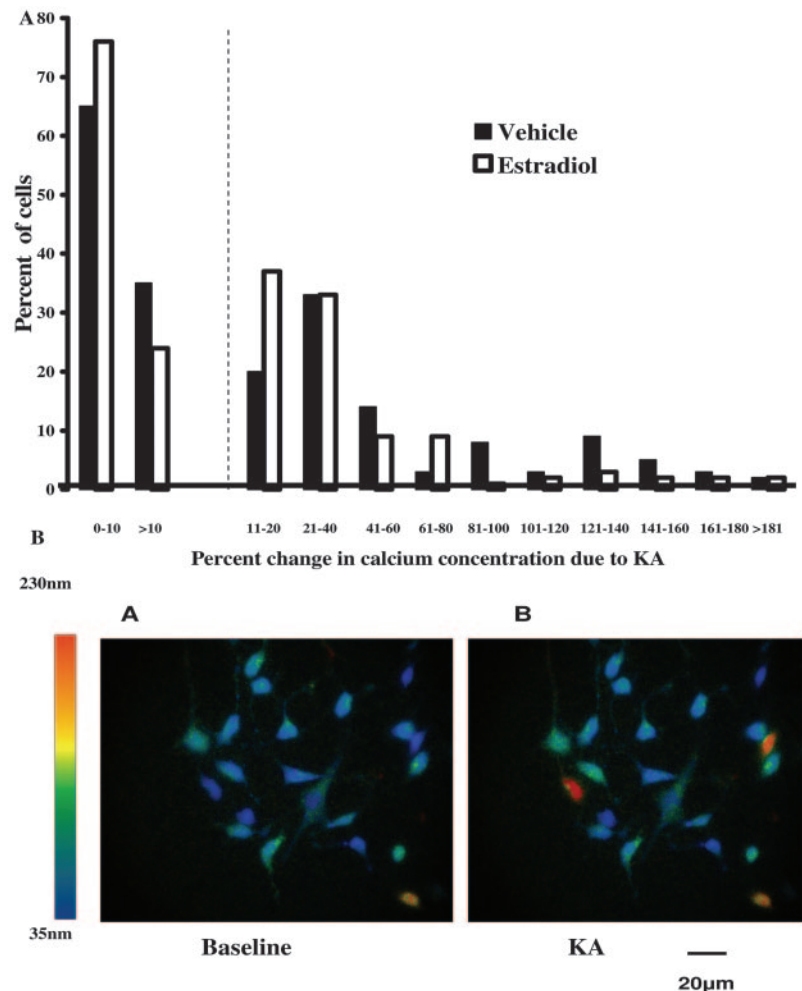 A
80
70
60
50
40
30
20
10
0
Percent of cells
Vehicle
Estradiol
0-10 >10 11-20 21-40 41-60 61-80 81-100 101-120 121-140 141-160 161-180 >181
Percent change in calcium concentration due to KA
B
230nm
35nm
A B
Baseline KA
20µm